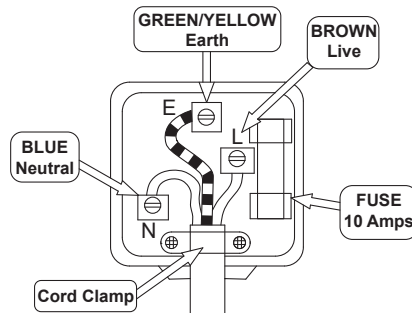 GREEN/YELLOW
Earth
BROWN
Live
E
L
BLUE
Neutral
N
FUSE
10 Amps
Cord Clamp